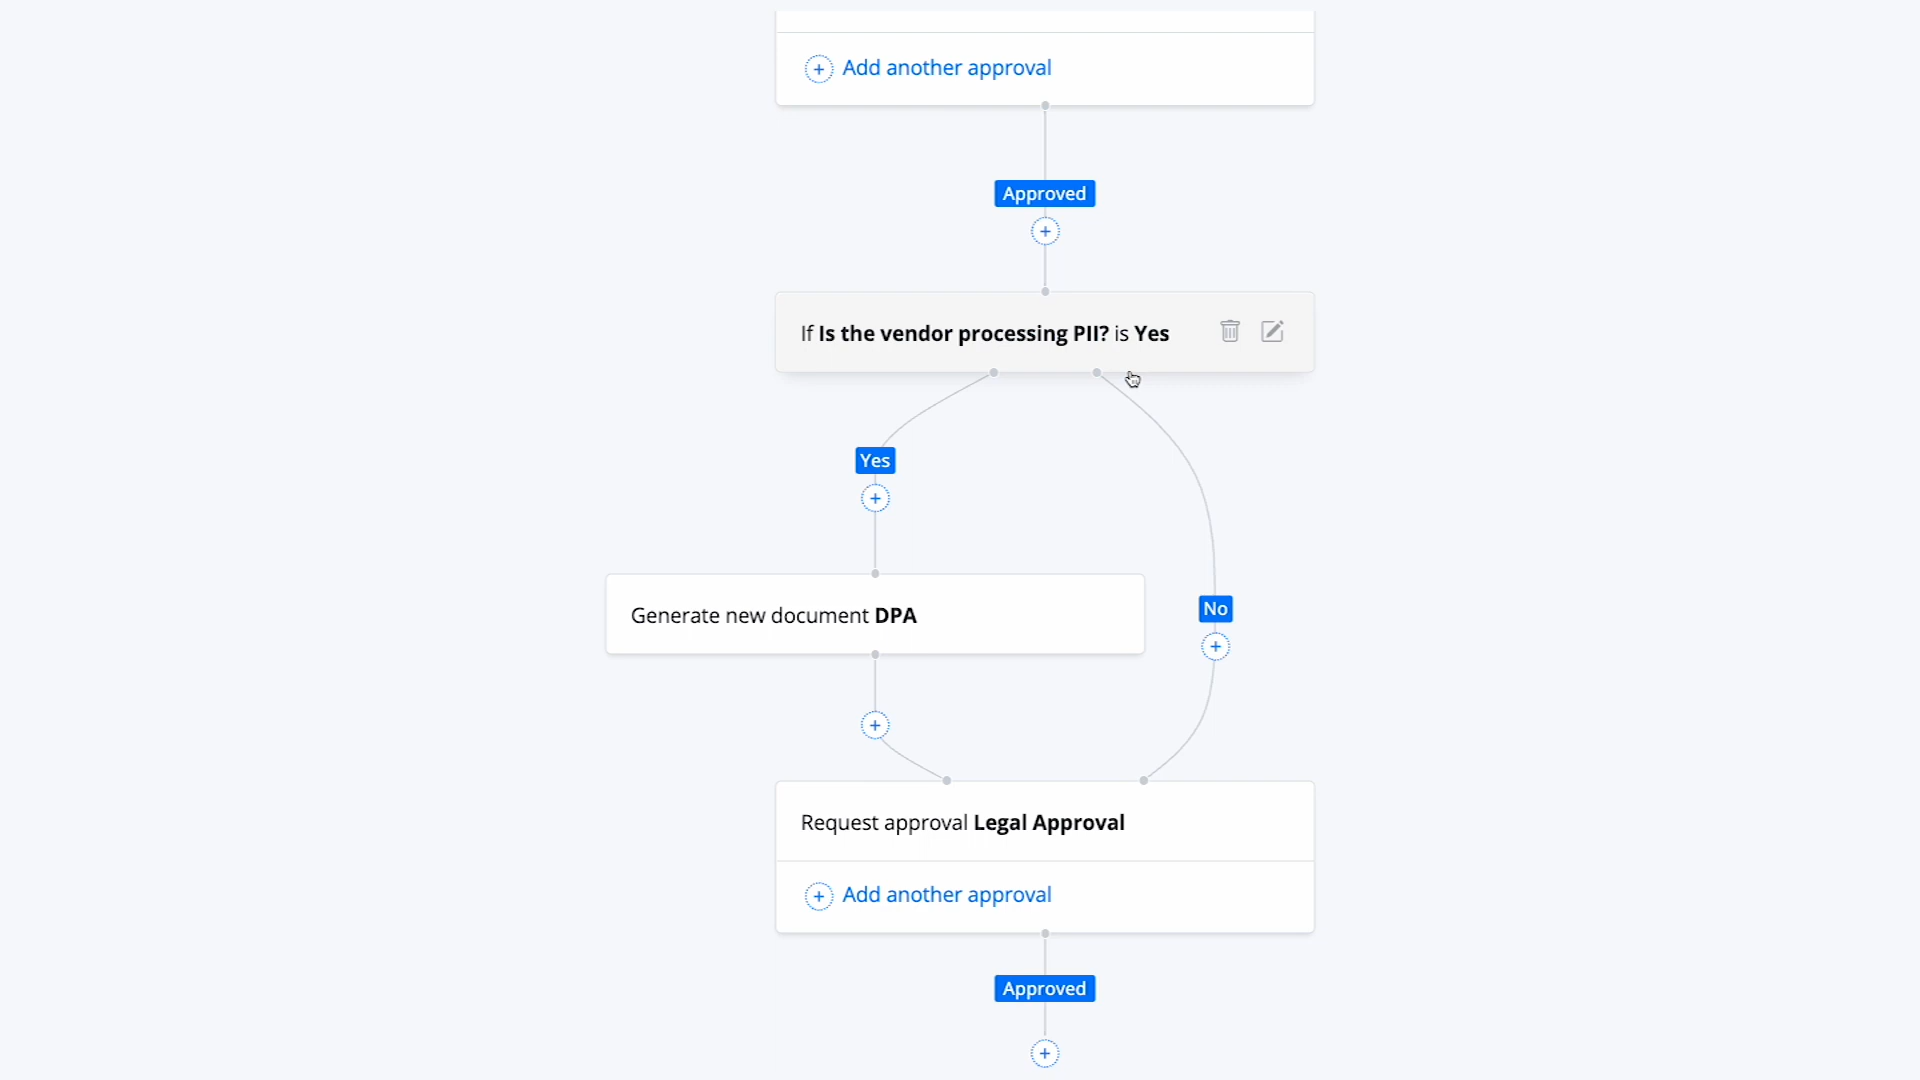 Add another approval
Approved
If Is the vendor processing PII? is Yes
Yes
Generate new document DPA
No
Request approval Legal Approval
Add another approval
Approved